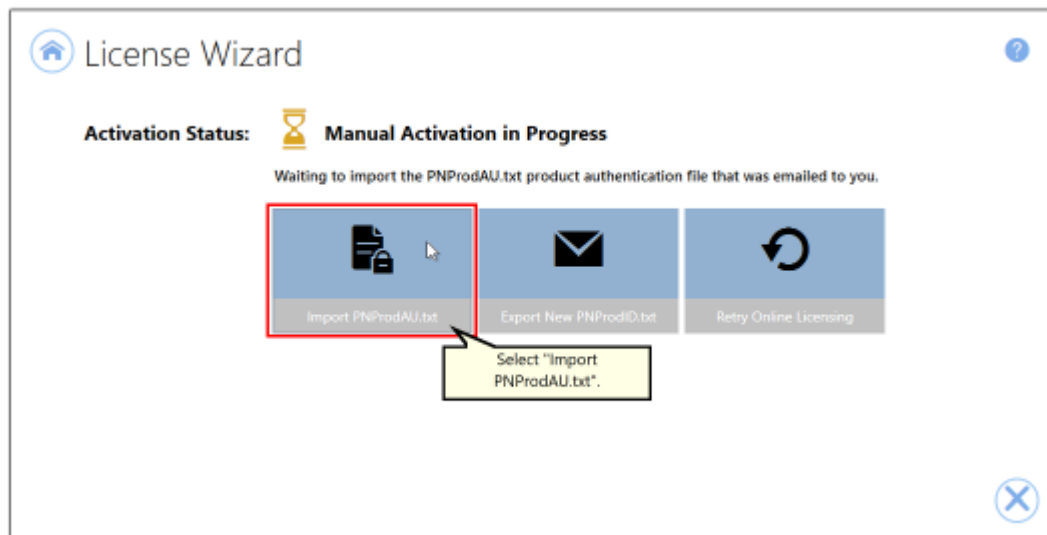 License Wizard
?
Activation Status:
Manual Activation in Progress
Waiting to import the PNProdAU.txt product authentication file that was emailed to you.
Import PNProdAU.txt
Export New PNProdID.txt
Retry Online Licensing
Select "Import
PNProdAU.txt".